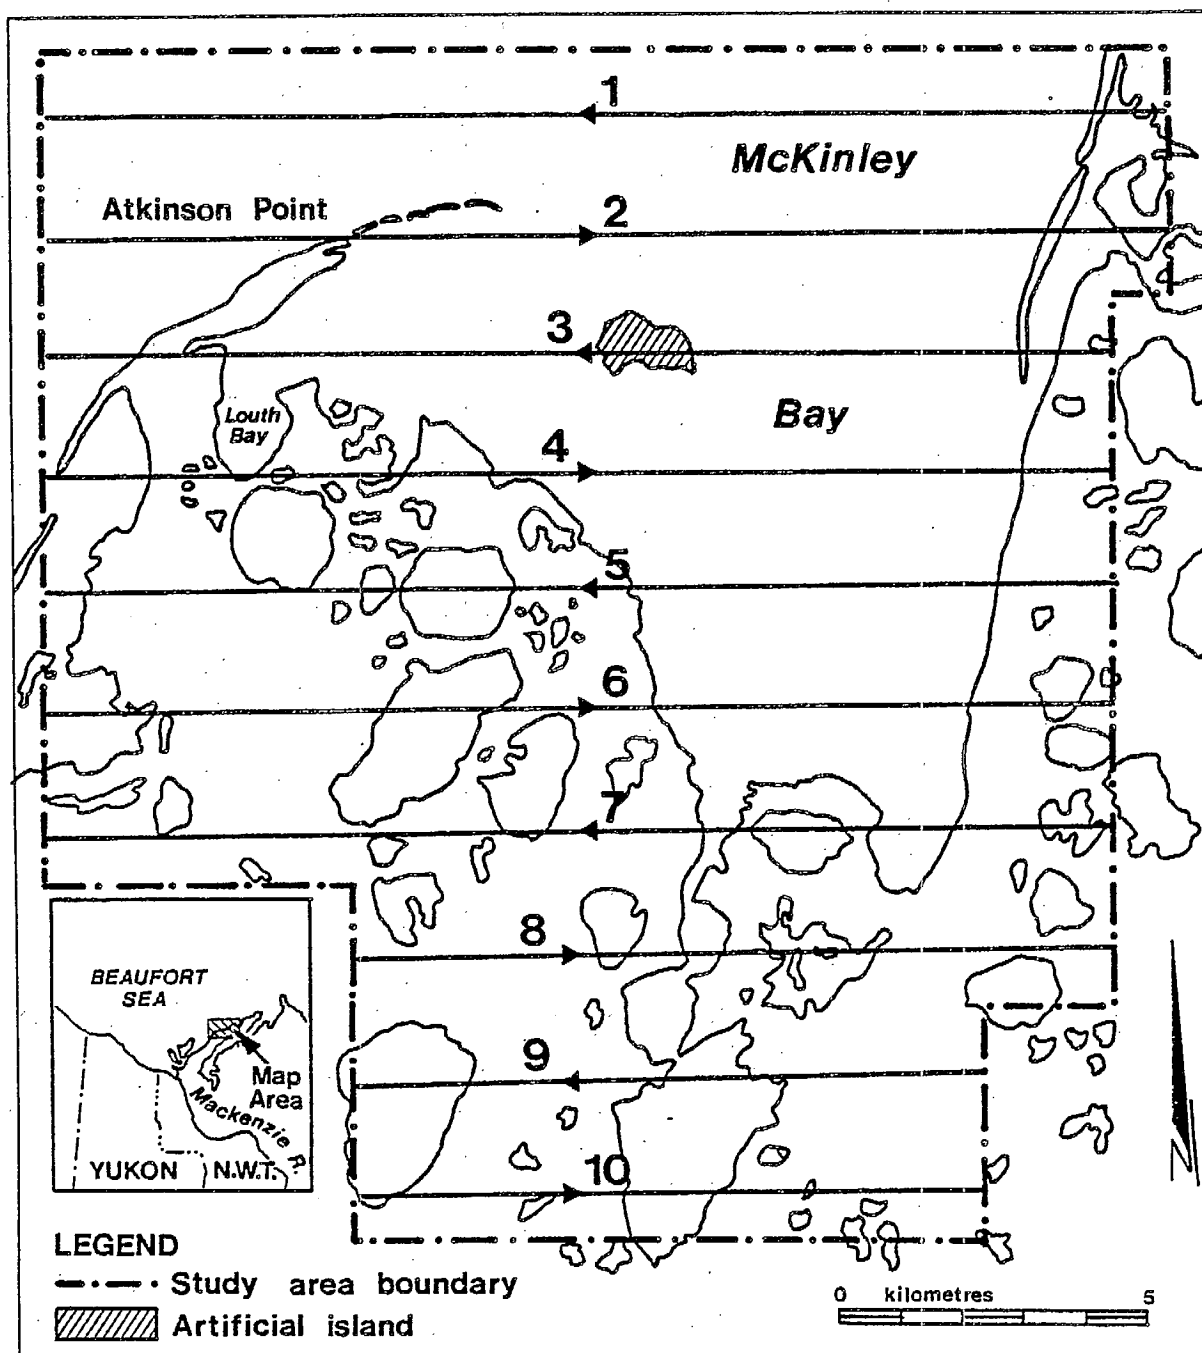 1
McKinley
Atkinson Point
2
3
Louth
Bay
Bay
4
5
6
7
8
BEAUFORT
SEA
Map
Area
Mackenzie R.
YUKON
N.W.T.
9
10
N
LEGEND
Study area boundary
Artificial island
0 kilometres 5